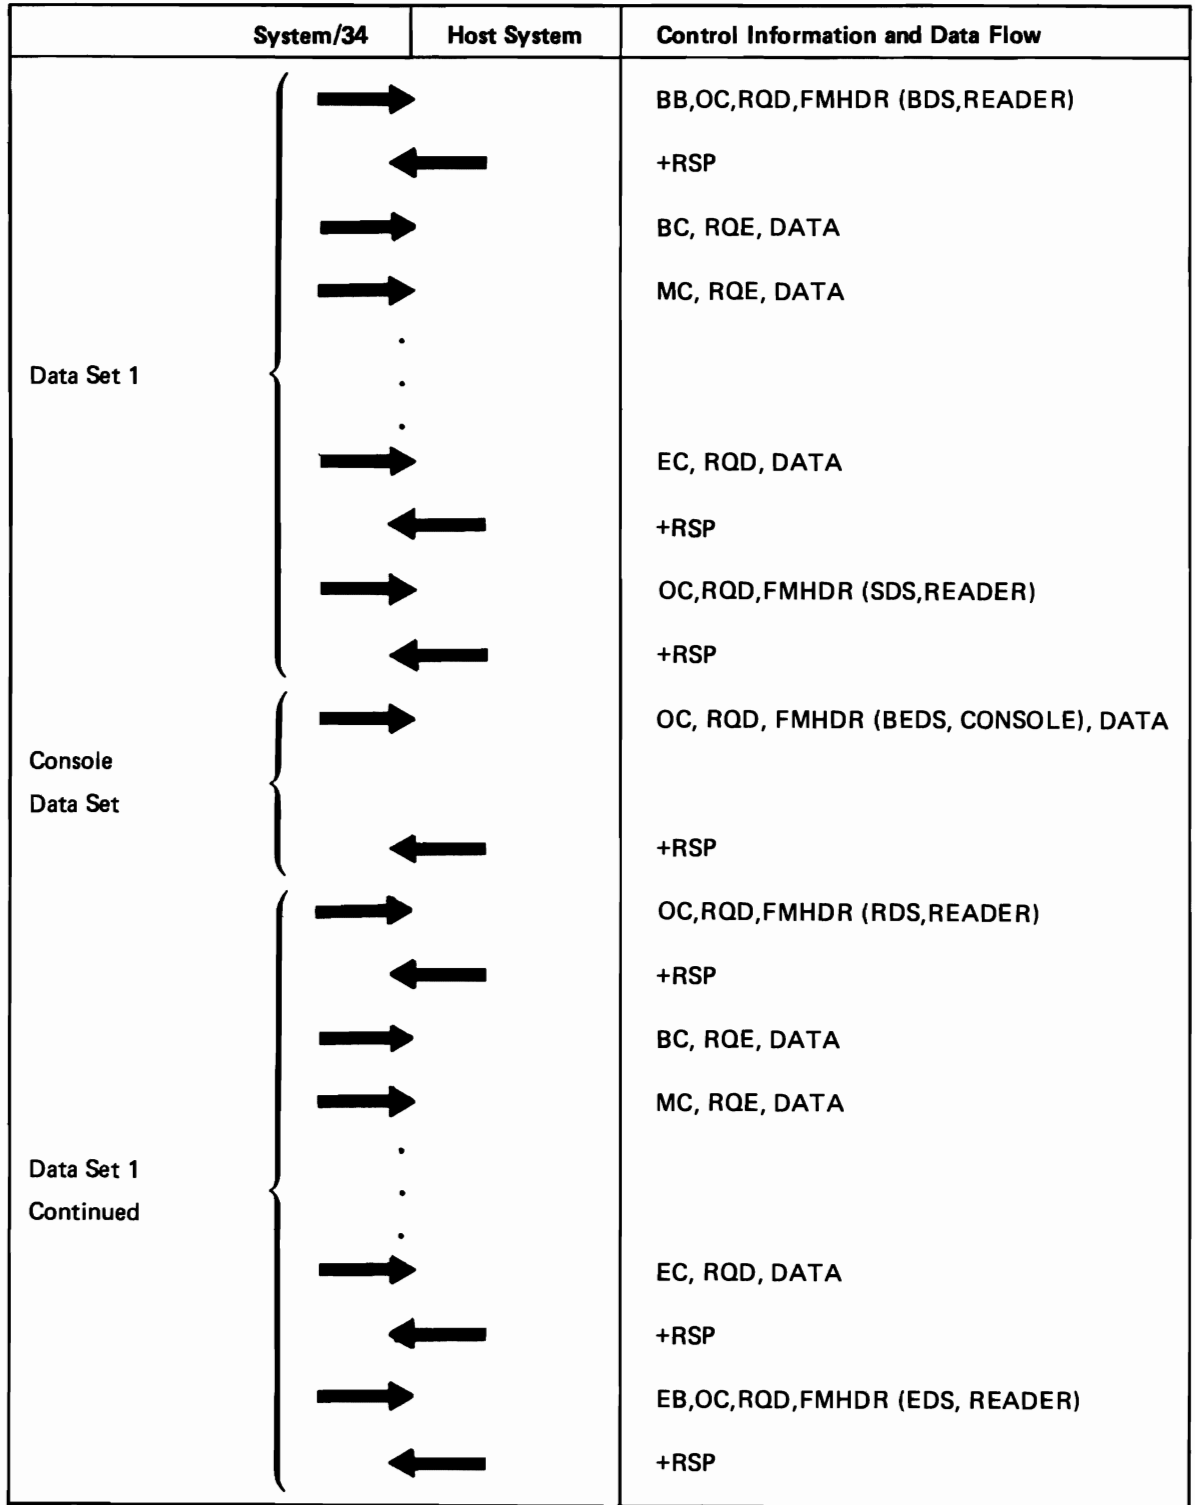 System/34 Host System Control Information and Data Flow
BB,OC,RQD,FMHDR (BDS,READER)
+RSP
BC, RQE, DATA
MC, RQE, DATA
Data Set 1
EC, RQD, DATA
+RSP
OC,RQD,FMHDR (SDS,READER)
+RSP
OC, RQD, FMHDR (BEDS, CONSOLE), DATA
Console
Data Set
+RSP
OC,RQD,FMHDR (RDS,READER)
+RSP
BC, RQE, DATA
MC, RQE, DATA
Data Set 1
Continued
EC, RQD, DATA
+RSP
EB,OC,RQD,FMHDR (EDS, READER)
+RSP